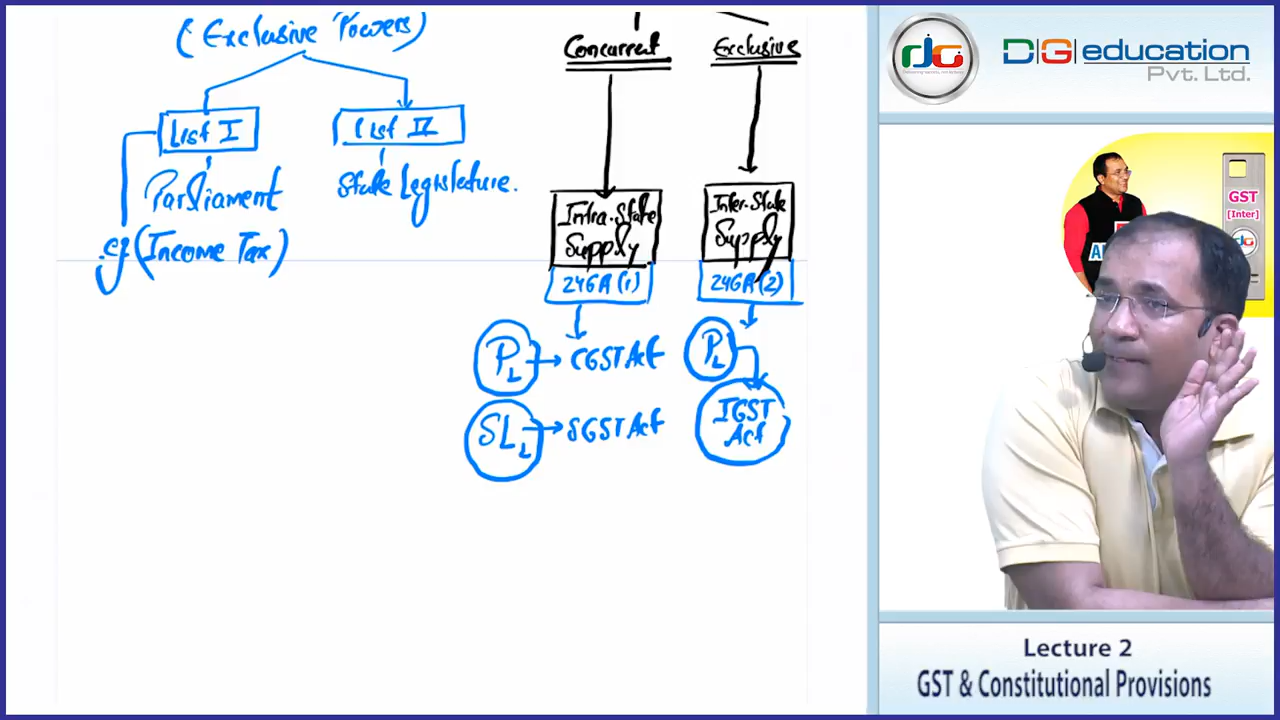 (Exclusive Powers)
List I
List II
Parliament
State Legislature.
eg (Income Tax)
Concurrent
Exclusive
Intra-State
Supply
Inter-State
Supply
246A (1)
246A (2)
PL
CGST Act
PL
SLL
SGST Act
IGST
Act
DG education
Pvt. Ltd.
GST
[Inter]
Lecture 2
GST & Constitutional Provisions